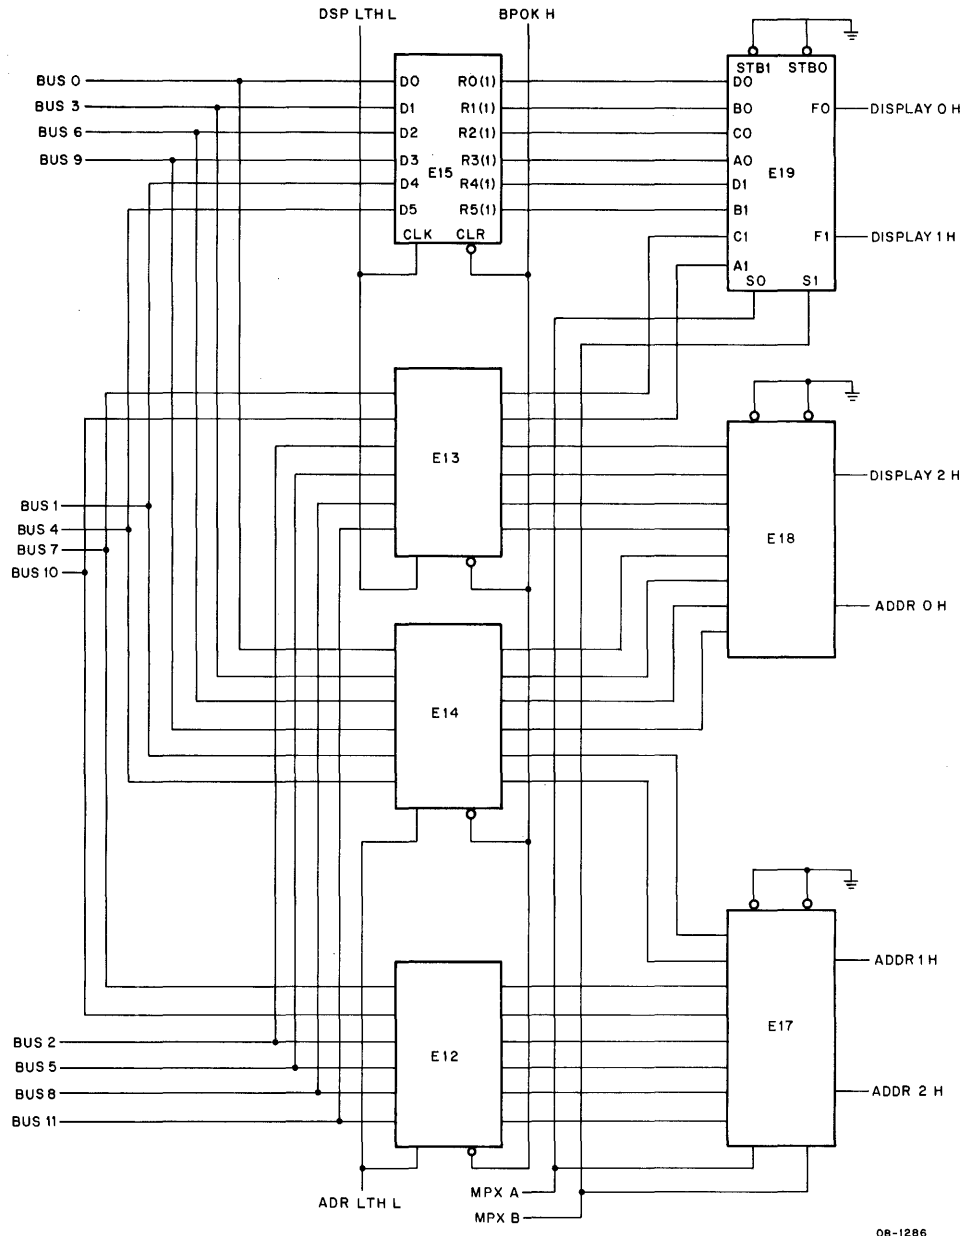 DSP LTH L
BPOK H
BUS 0
BUS 3
BUS 6
BUS 9
D0 R0(1)
D1 R1(1)
D2 R2(1)
D3 R3(1)
E15
D4 R4(1)
D5 R5(1)
CLK CLR
STB1 STB0
D0
B0 F0
C0
A0
E19
D1
B1
C1 F1
A1
S0 S1
DISPLAY 0 H
DISPLAY 1 H
E13
BUS 1
BUS 4
BUS 7
BUS 10
DISPLAY 2 H
E18
ADDR 0 H
E14
E12
BUS 2
BUS 5
BUS 8
BUS 11
ADDR 1 H
E17
ADDR 2 H
ADR LTH L
MPX A
MPX B
08-1286